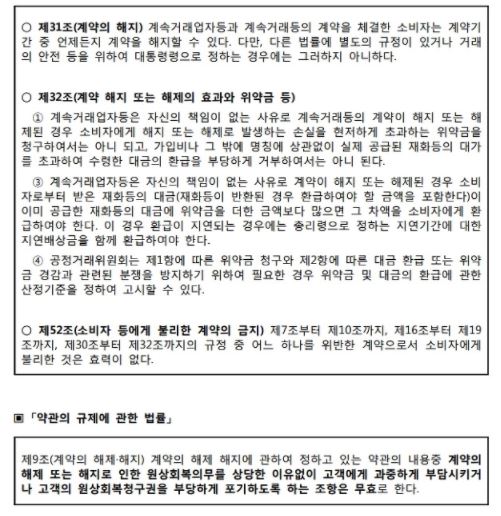 ○ 제31조(계약의 해지) 계속거래업자등과 계속거래등의 계약을 체결한 소비자는 계약기
간 중 언제든지 계약을 해지할 수 있다. 다만, 다른 법률에 별도의 규정이 있거나 거래
의 안전 등을 위하여 대통령령으로 정하는 경우에는 그러하지 아니하다.
○ 제32조(계약 해지 또는 해제의 효과와 위약금 등)
① 계속거래업자등은 자신의 책임이 없는 사유로 계속거래등의 계약이 해지 또는 해
제된 경우 소비자에게 해지 또는 해제로 발생하는 손실을 현저하게 초과하는 위약금을
청구하여서는 아니 되고, 가입비나 그 밖에 명칭에 상관없이 실제 공급된 재화등의 대가
를 초과하여 수령한 대금의 환급을 부당하게 거부하여서는 아니 된다.
③ 계속거래업자등은 자신의 책임이 없는 사유로 계약이 해지 또는 해제된 경우 소비
자로부터 받은 재화등의 대금(재화등이 반환된 경우 환급하여야 할 금액을 포함한다)이
이미 공급한 재화등의 대금에 위약금을 더한 금액보다 많으면 그 차액을 소비자에게 환
급하여야 한다. 이 경우 환급이 지연되는 경우에는 총리령으로 정하는 지연기간에 대한
지연배상금을 함께 환급하여야 한다.
④ 공정거래위원회는 제1항에 따른 위약금 청구와 제2항에 따른 대금 환급 또는 위약
금 경감과 관련된 분쟁을 방지하기 위하여 필요한 경우 위약금 및 대금의 환급에 관한
산정기준을 정하여 고시할 수 있다.
○ 제52조(소비자 등에게 불리한 계약의 금지) 제7조부터 제10조까지, 제16조부터 제19
조까지, 제30조부터 제32조까지의 규정 중 어느 하나를 위반한 계약으로서 소비자에게
불리한 것은 효력이 없다.
▣「약관의 규제에 관한 법률」
제9조(계약의 해제·해지) 계약의 해제 해지에 관하여 정하고 있는 약관의 내용중 계약의
해제 또는 해지로 인한 원상회복의무를 상당한 이유없이 고객에게 과중하게 부담시키거
나 고객의 원상회복청구권을 부당하게 포기하도록 하는 조항은 무효로 한다.